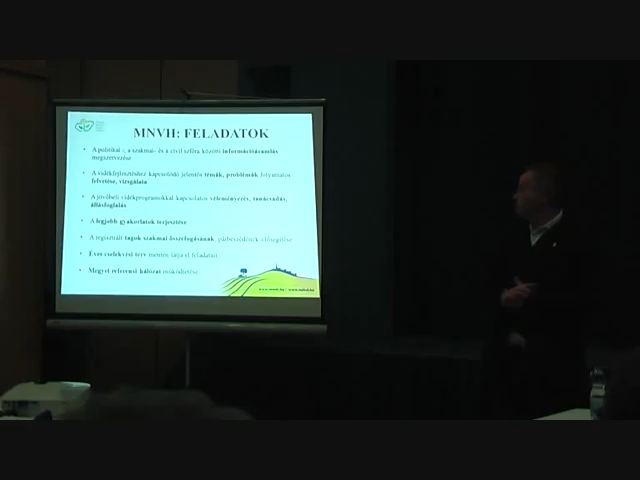 MNVH: FELADATOK
A politikai-, a szakmai- és a civil szféra közötti információáramlás
megszervezése
A vidékfejlesztéshez kapcsolódó jelentős témák, problémák folyamatos
felvetése, vizsgálata
A jövőbeli vidékprogramokkal kapcsolatos véleményezés, tanácsadás,
állásfoglalás
A legjobb gyakorlatok terjesztése
A regisztrált tagok szakmai összefogásának, párbeszédének elősegítése
Éves cselekvési terv mentén látja el feladatait
Megyei referensi hálózat működtetése